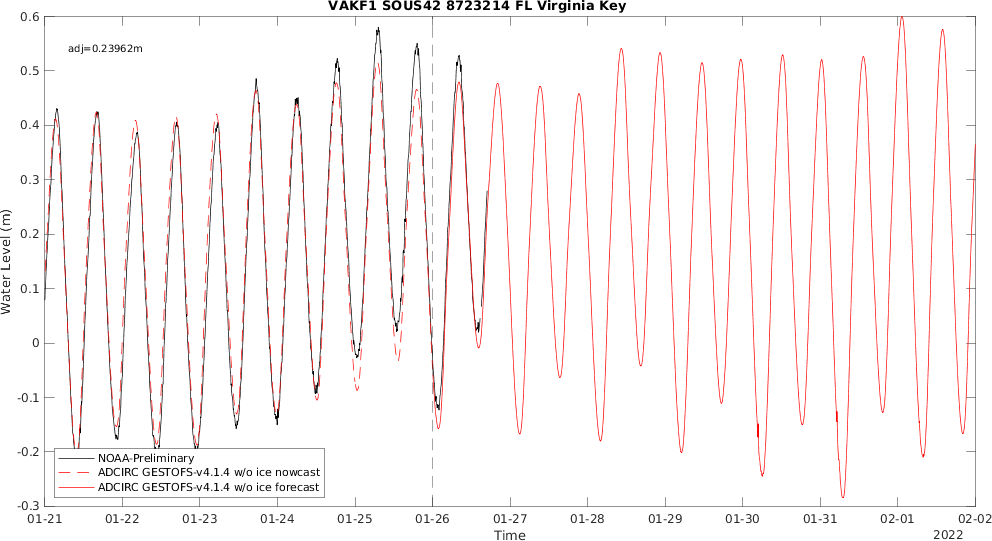 VAKF1 SOUS42 8723214 FL Virginia Key
adj=0.23962m
Water Level (m)
0.6
0.5
0.4
0.3
0.2
0.1
0
-0.1
-0.2
-0.3
NOAA-Preliminary
ADCIRC GESTOFS-v4.1.4 w/o ice nowcast
ADCIRC GESTOFS-v4.1.4 w/o ice forecast
01-21 01-22 01-23 01-24 01-25 01-26 01-27 01-28 01-29 01-30 01-31 02-01 02-02
Time
2022